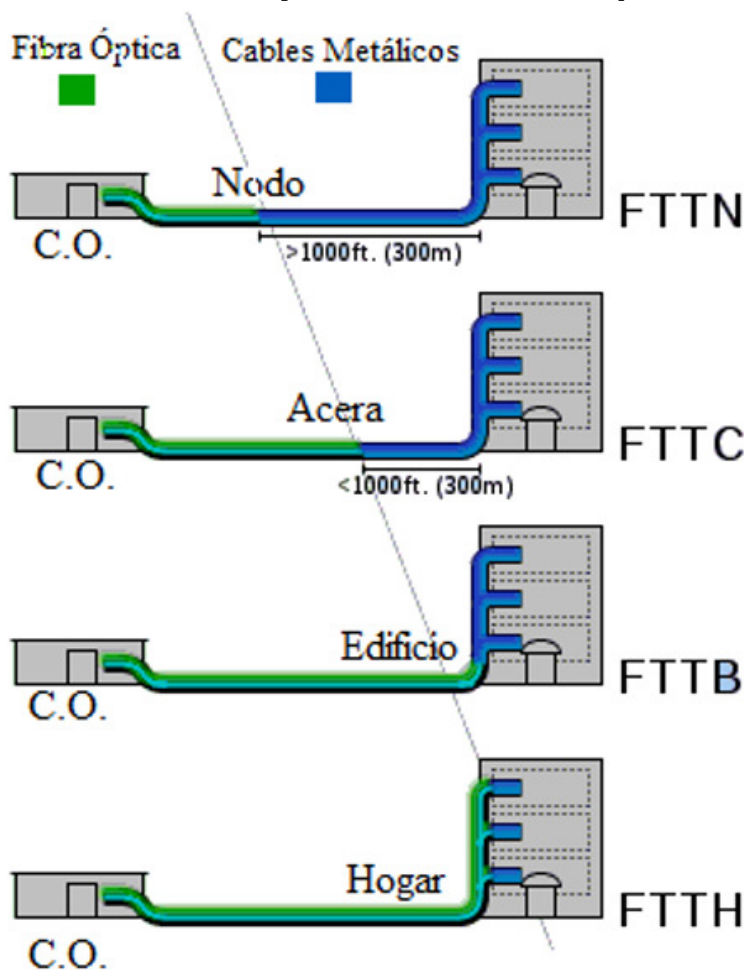 Fibra Óptica
Cables Metálicos
Nodo
C.O.
>1000ft. (300m)
FTTN
Acera
C.O.
<1000ft. (300m)
FTTC
Edificio
C.O.
FTTB
Hogar
C.O.
FTTH